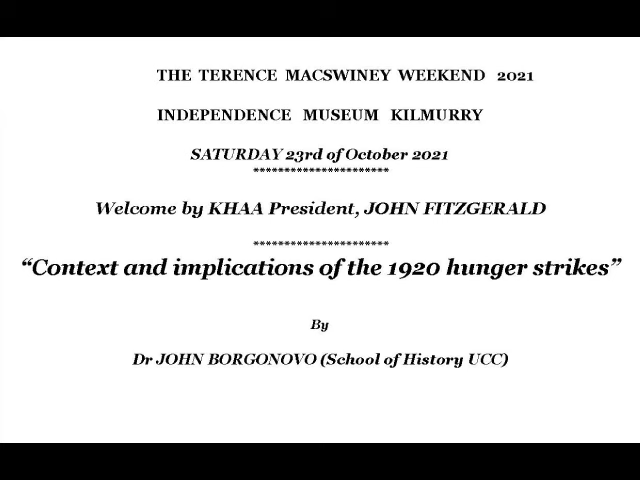 THE TERENCE MACSWINEY WEEKEND 2021
INDEPENDENCE MUSEUM KILMURRY
SATURDAY 23rd of October 2021
**********************
Welcome by KHAA President, JOHN FITZGERALD
**********************
“Context and implications of the 1920 hunger strikes”
By
Dr JOHN BORGONOVO (School of History UCC)